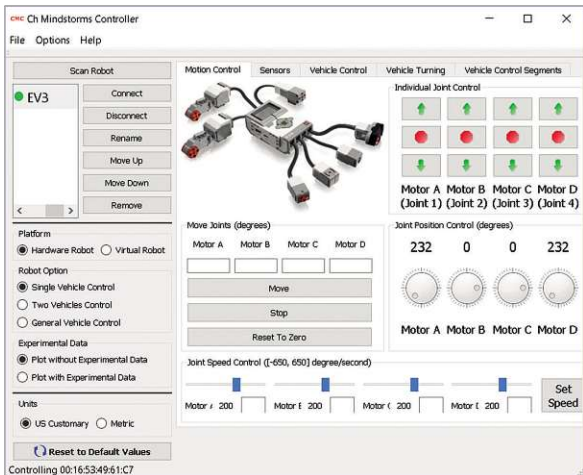 CMC Ch Mindstorms Controller
File Options Help
Scan Robot
EV3
Connect
Disconnect
Rename
Move Up
Move Down
Remove
Platform
Hardware Robot Virtual Robot
Robot Option
Single Vehicle Control
Two Vehicles Control
General Vehicle Control
Experimental Data
Plot without Experimental Data
Plot with Experimental Data
Units
US Customary Metric
Reset to Default Values
Controlling 00:16:53:49:61:C7
Motion Control Sensors Vehicle Control Vehicle Turning Vehicle Control Segments
Individual Joint Control
Motor A Motor B Motor C Motor D
(Joint 1) (Joint 2) (Joint 3) (Joint 4)
Move Joints (degrees)
Motor A Motor B Motor C Motor D
Move
Stop
Reset To Zero
Joint Position Control (degrees)
232 0 0 232
Motor A Motor B Motor C Motor D
Joint Speed Control ([-650, 650] degree/second)
Motor 200 Motor 200 Motor 200 Motor 200
Set
Speed